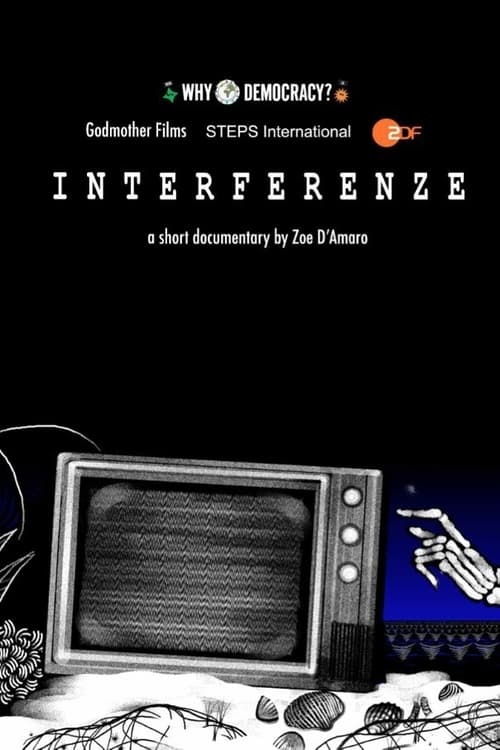 WHY DEMOCRACY?
Godmother Films STEPS International ZDF
INTERFERENZE
a short documentary by Zoe D'Amaro